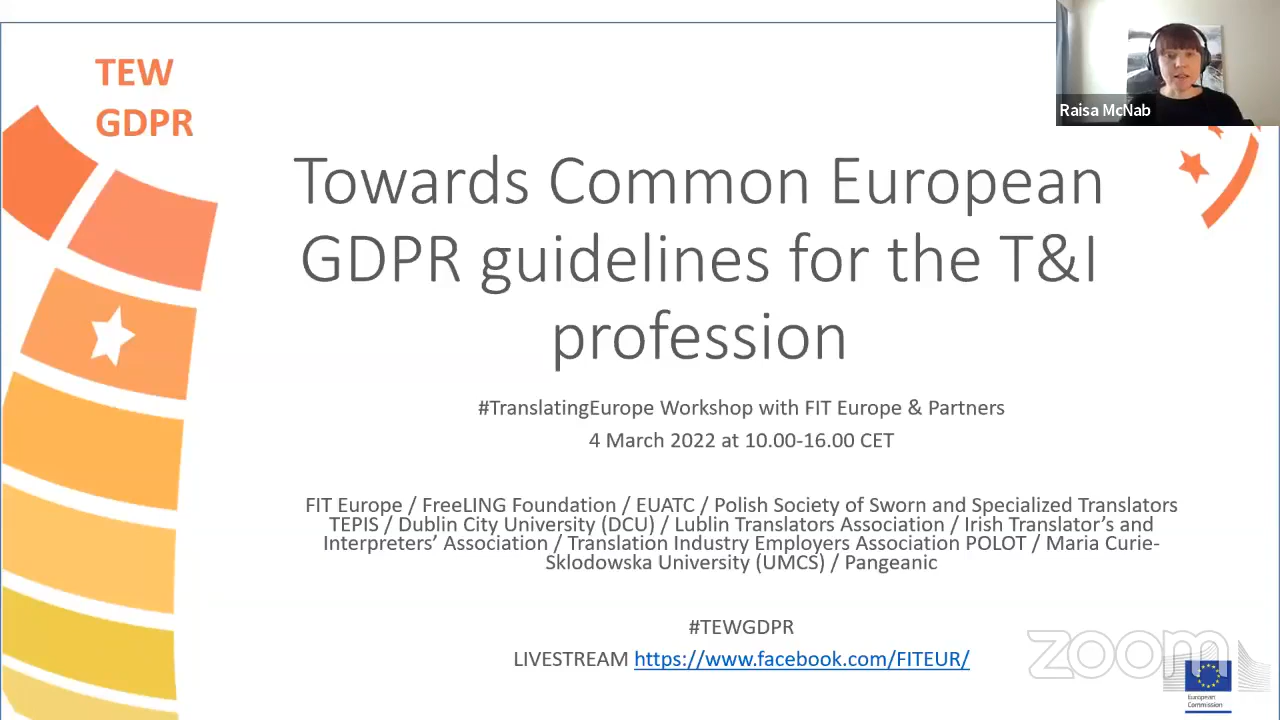 TEW
GDPR
Raisa McNab
Towards Common European
GDPR guidelines for the T&I
profession
#TranslatingEurope Workshop with FIT Europe & Partners
4 March 2022 at 10.00-16.00 CET
FIT Europe / FreeLING Foundation / EUATC / Polish Society of Sworn and Specialized Translators
TEPIS / Dublin City University (DCU) / Lublin Translators Association / Irish Translator’s and
Interpreters’ Association / Translation Industry Employers Association POLOT / Maria Curie-
Sklodowska University (UMCS) / Pangeanic
#TEWGDPR
LIVESTREAM https://www.facebook.com/FITEUR/
zoom
European
Commission